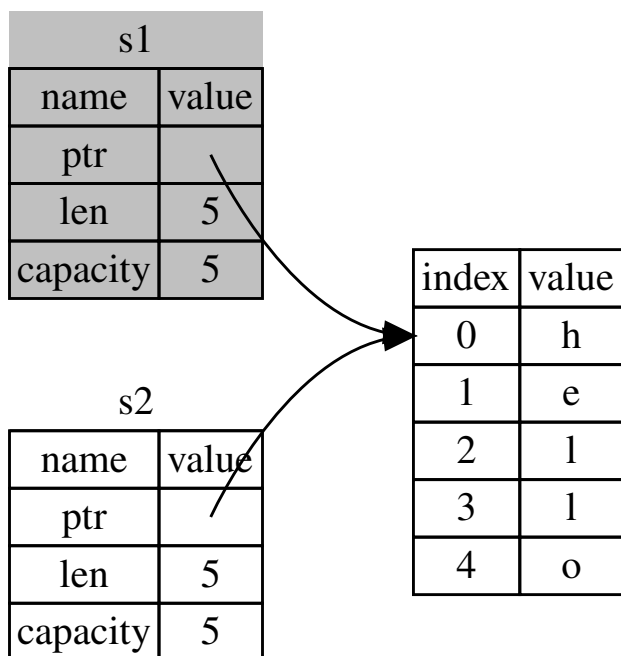 s1
name value
ptr
len 5
capacity 5
s2
name value
ptr
len 5
capacity 5
index value
0 h
1 e
2 l
3 l
4 o